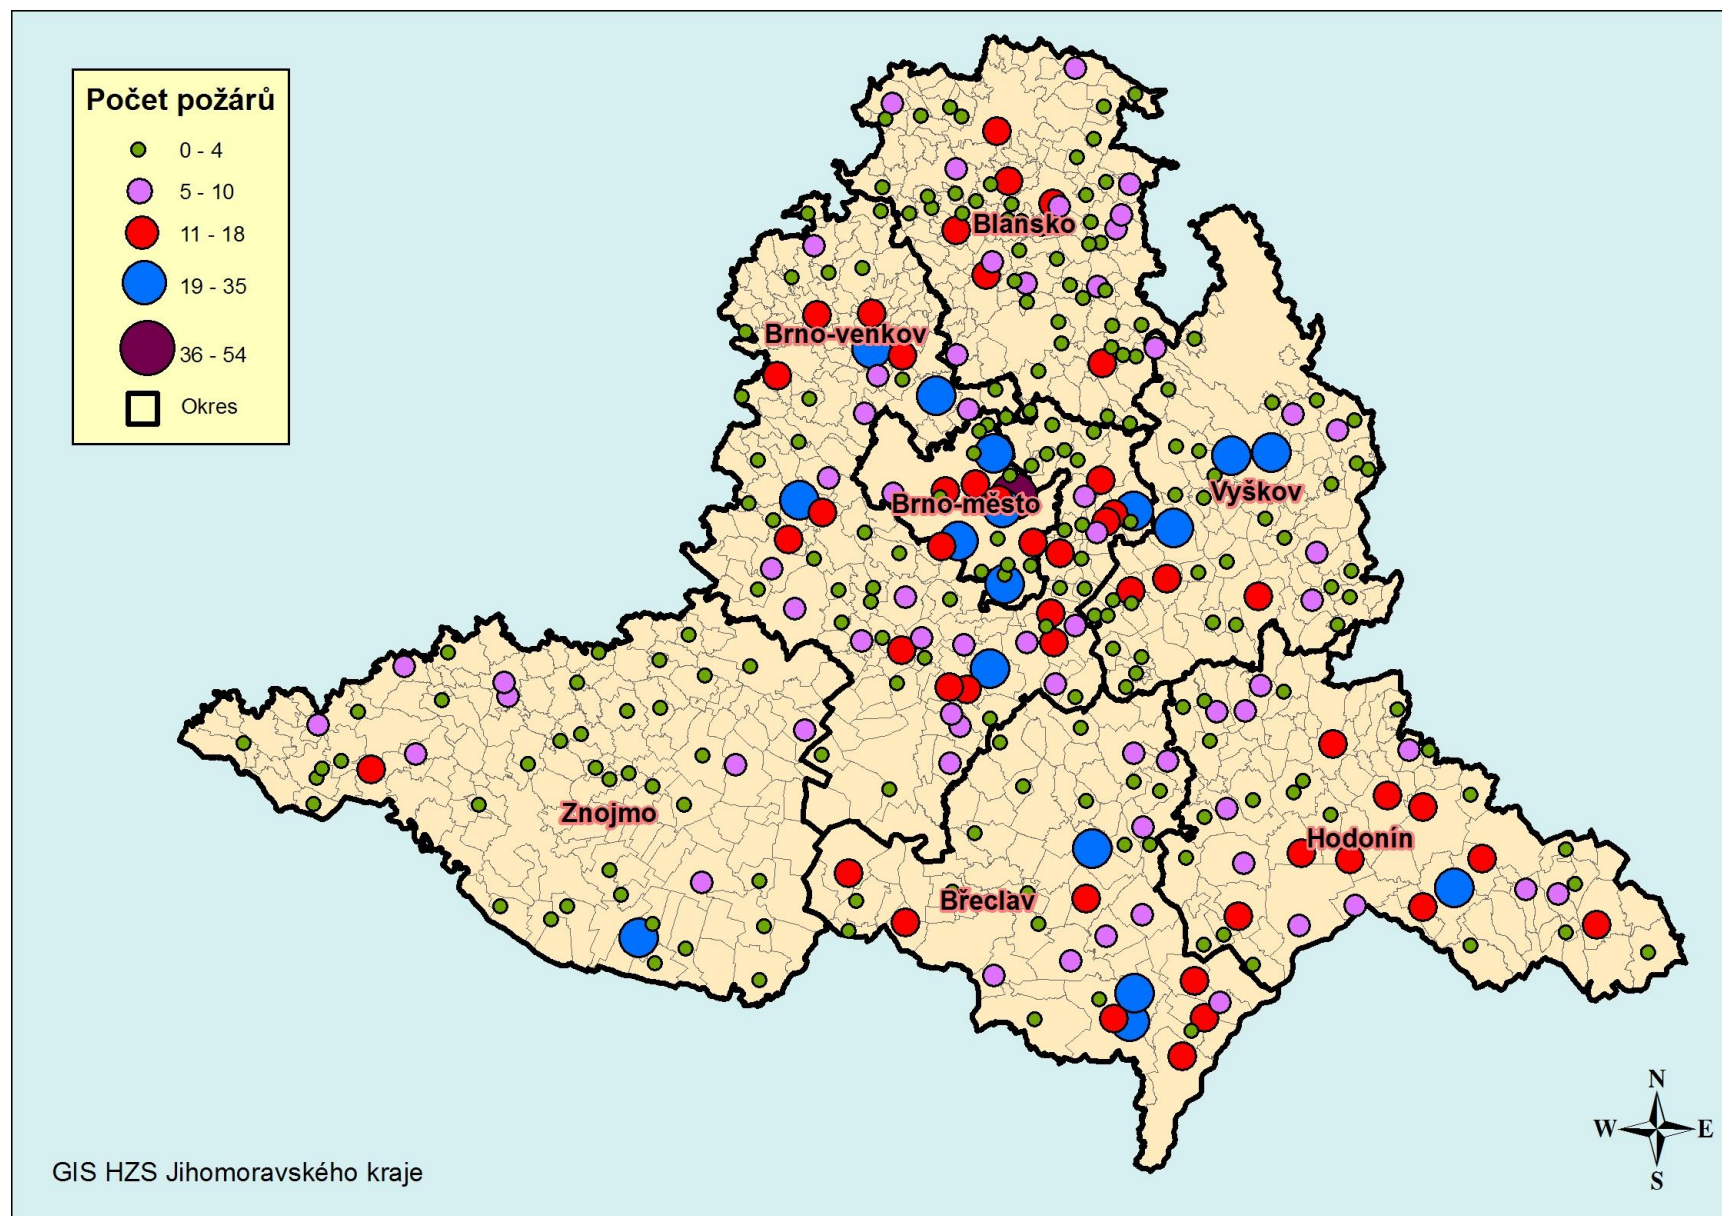 Počet požárů
0 - 4
5 - 10
11 - 18
19 - 35
36 - 54
Okres
Blansko
Brno-venkov
Vyškov
Brno-město
Znojmo
Hodonín
Břeclav
N
W E
S
GIS HZS Jihomoravského kraje